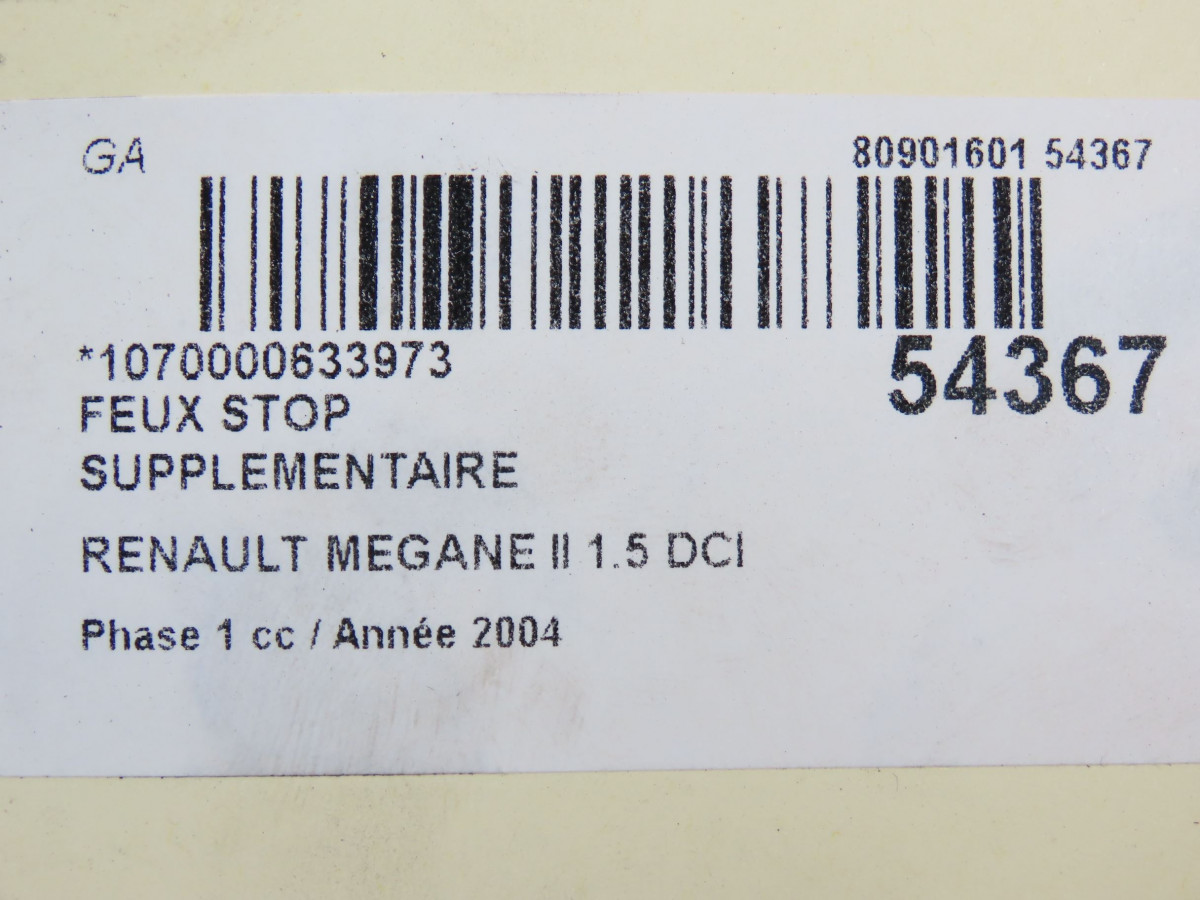 GA
80901601 54367
*1070000633973
54367
FEUX STOP
SUPPLEMENTAIRE
RENAULT MEGANE II 1.5 DCI
Phase 1 cc / Année 2004